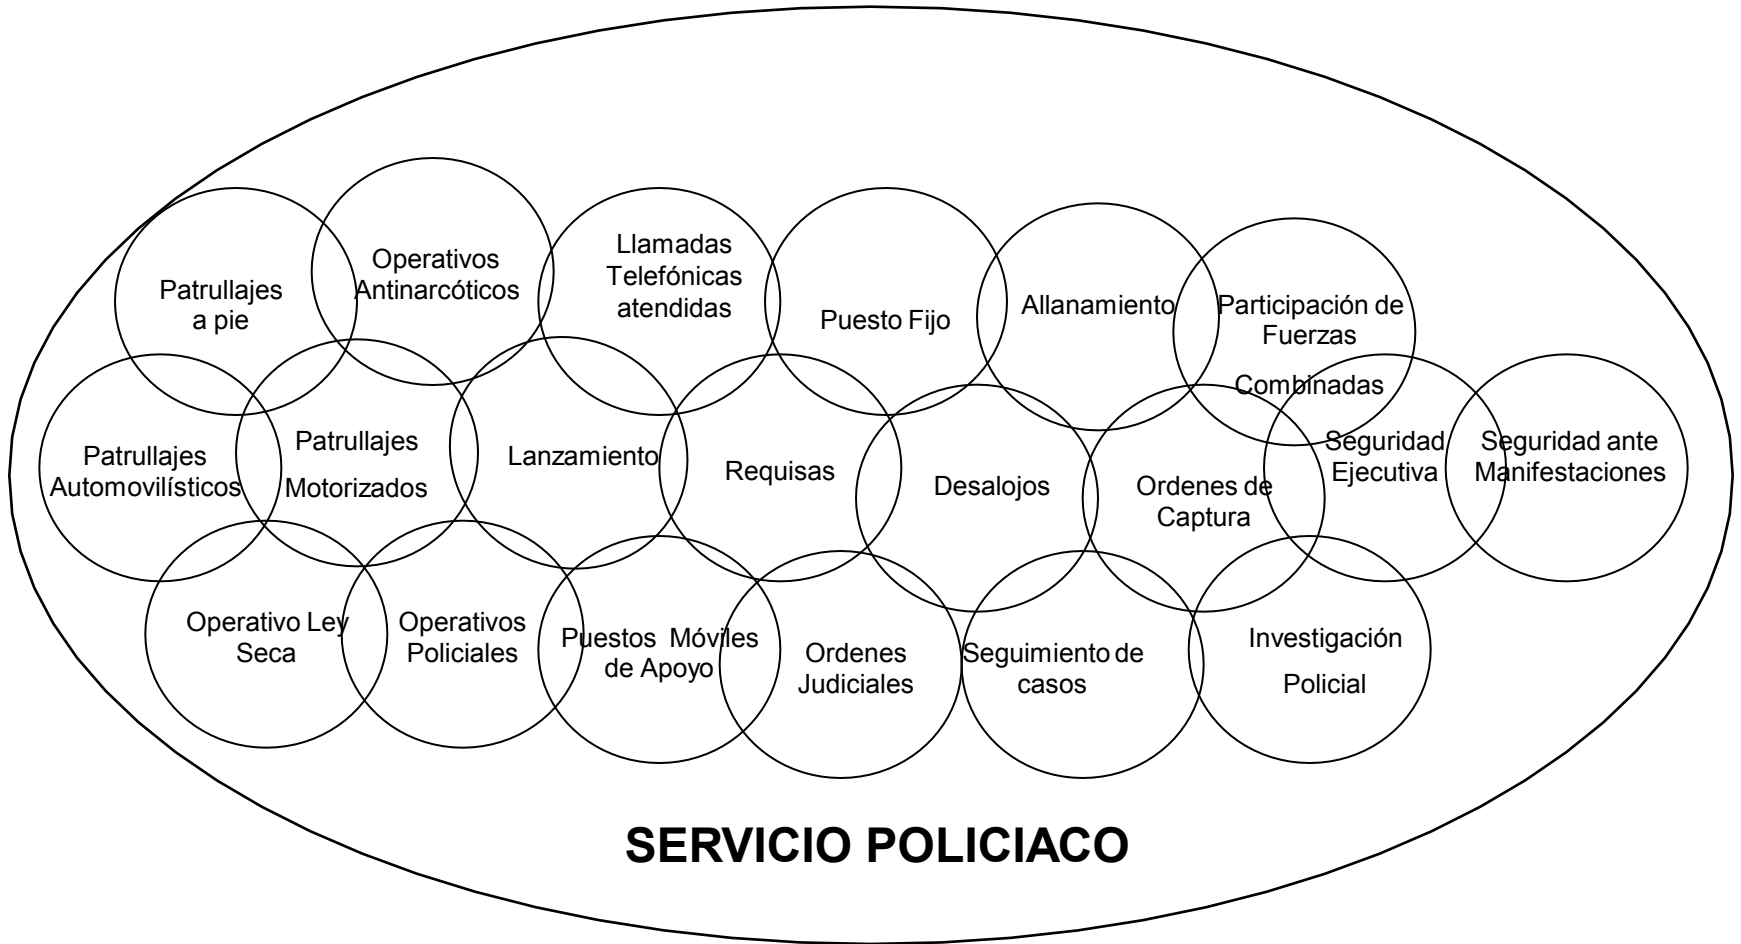 Patrullajes
a pie
Operativos
Antinarcóticos
Llamadas
Telefónicas
atendidas
Puesto Fijo
Allanamiento
Participación de
Fuerzas
Combinadas
Patrullajes
Automovilísticos
Patrullajes
Motorizados
Lanzamiento
Requisas
Desalojos
Ordenes de
Captura
Seguridad
Ejecutiva
Seguridad ante
Manifestaciones
Operativo Ley
Seca
Operativos
Policiales
Puestos Móviles
de Apoyo
Ordenes
Judiciales
Seguimiento de
casos
Investigación
Policial
SERVICIO POLICIACO